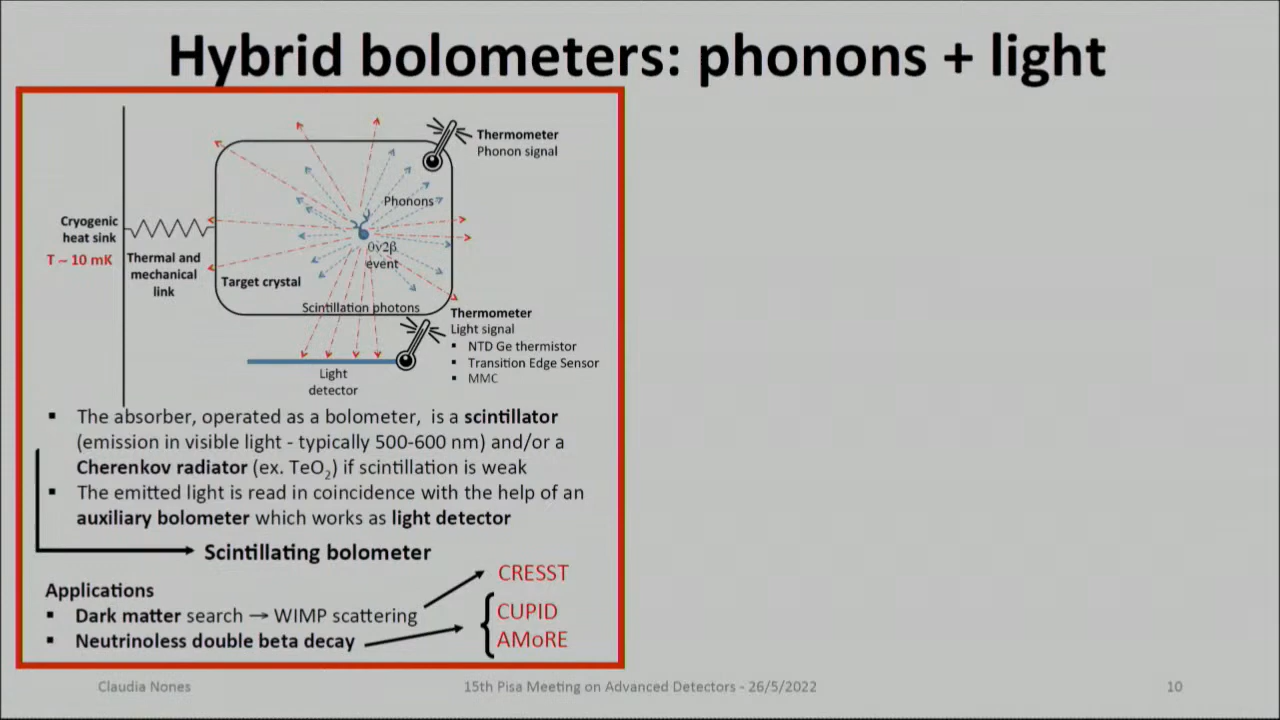 Hybrid bolometers: phonons + light
Thermometer
Phonon signal
Phonons
Cryogenic
heat sink
T ~ 10 mK
Thermal and
mechanical
link
0ν2β
event
Target crystal
Scintillation photons
Thermometer
Light signal
▪ NTD Ge thermistor
▪ Transition Edge Sensor
▪ MMC
Light
detector
▪ The absorber, operated as a bolometer, is a scintillator
(emission in visible light - typically 500-600 nm) and/or a
Cherenkov radiator (ex. TeO₂) if scintillation is weak
▪ The emitted light is read in coincidence with the help of an
auxiliary bolometer which works as light detector
Scintillating bolometer
Applications
▪ Dark matter search → WIMP scattering
▪ Neutrinoless double beta decay
CRESST
CUPID
AMoRE
Claudia Nones
15th Pisa Meeting on Advanced Detectors - 26/5/2022
10